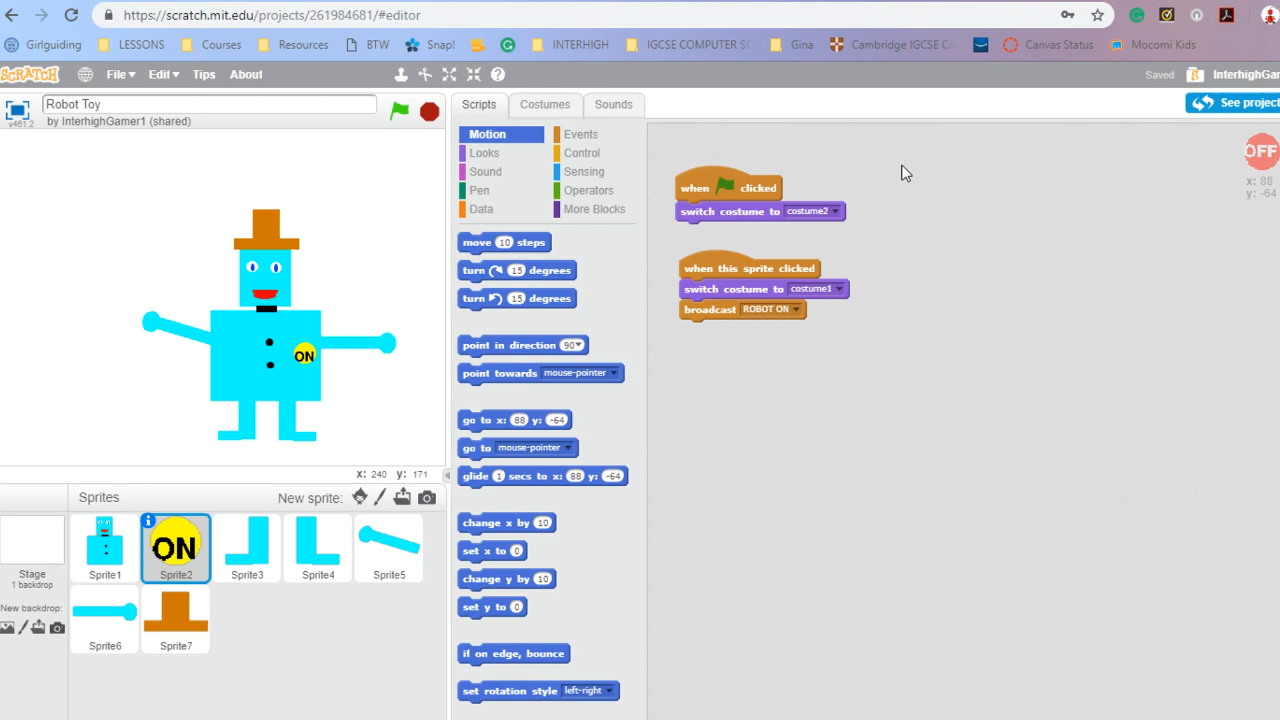 https://scratch.mit.edu/projects/261984681/#editor
Girlguiding LESSONS Courses Resources BTW Snap! INTERHIGH IGCSE COMPUTER SC Gina Cambridge IGCSE Co Canvas Status Mocomi Kids
SCRATCH File Edit Tips About Saved InterhighGam
Robot Toy
by InterhighGamer1 (shared)
v461.2
Scripts Costumes Sounds
See project
Motion Events
Looks Control
Sound Sensing
Pen Operators
Data More Blocks
move 10 steps
turn 15 degrees
turn 15 degrees
point in direction 90
point towards mouse-pointer
go to x: 88 y: -64
go to mouse-pointer
glide 1 secs to x: 88 y: -64
change x by 10
set x to 0
change y by 10
set y to 0
if on edge, bounce
set rotation style left-right
when clicked
switch costume to costume2
when this sprite clicked
switch costume to costume1
broadcast ROBOT ON
OFF
x: 88
y: -64
ON
x: 240 y: 171
Sprites New sprite:
ON
Stage
1 backdrop
New backdrop:
Sprite1 Sprite2 Sprite3 Sprite4 Sprite5
Sprite6 Sprite7